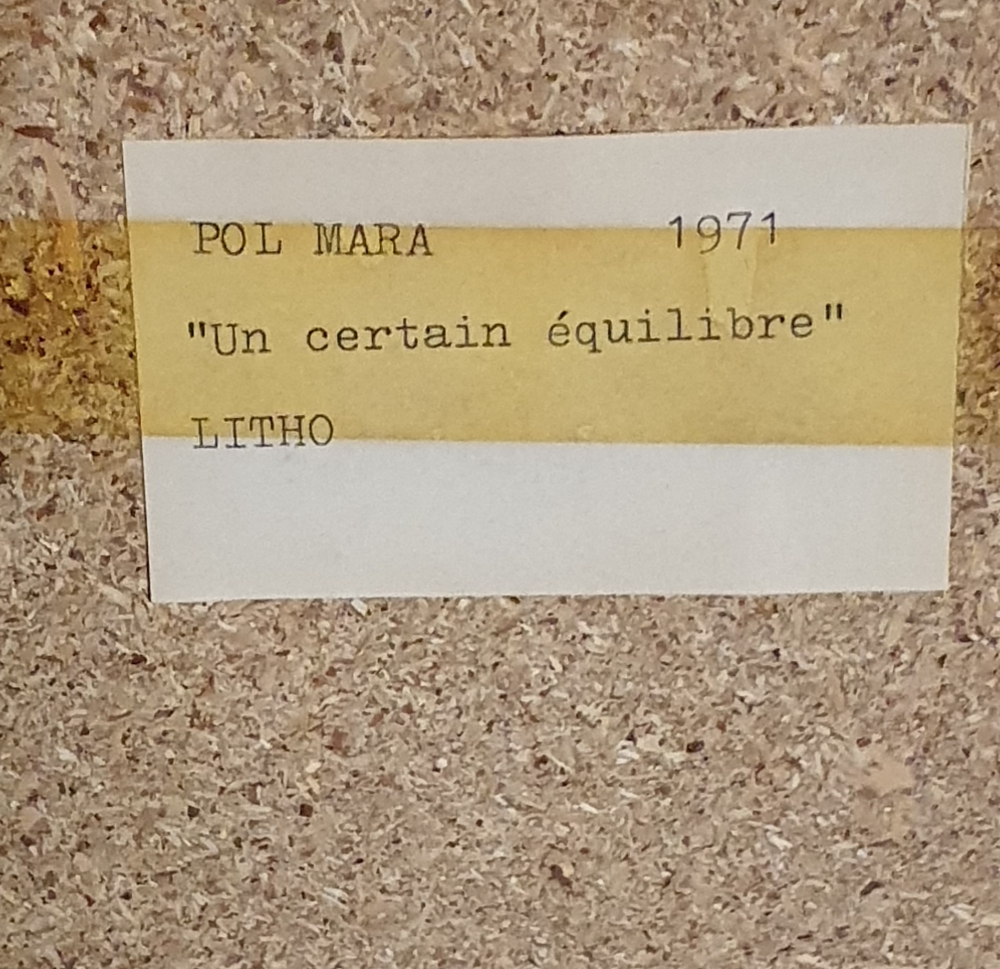 POL MARA 1971
"Un certain équilibre"
LITHO